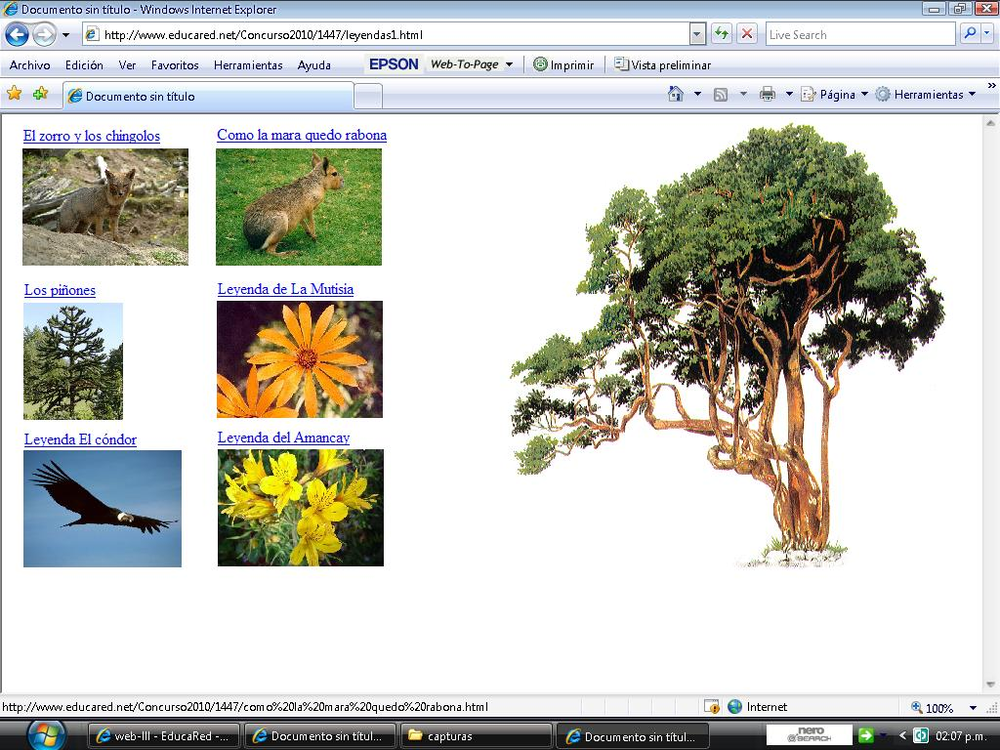 Documento sin título - Windows Internet Explorer
http://www.educared.net/Concurso2010/1447/leyendas1.html
Live Search
Archivo Edición Ver Favoritos Herramientas Ayuda EPSON Web-To-Page Imprimir Vista preliminar
Documento sin título
Página Herramientas
El zorro y los chingolos
Como la mara quedo rabona
Los piñones
Leyenda de La Mutisia
Leyenda El cóndor
Leyenda del Amancay
http://www.educared.net/Concurso2010/1447/como%20la%20mara%20quedo%20rabona.html
Internet
100%
web-III - EducaRed -...
Documento sin títul...
capturas
Documento sin títul...
nero
SEARCH
02:07 p.m.